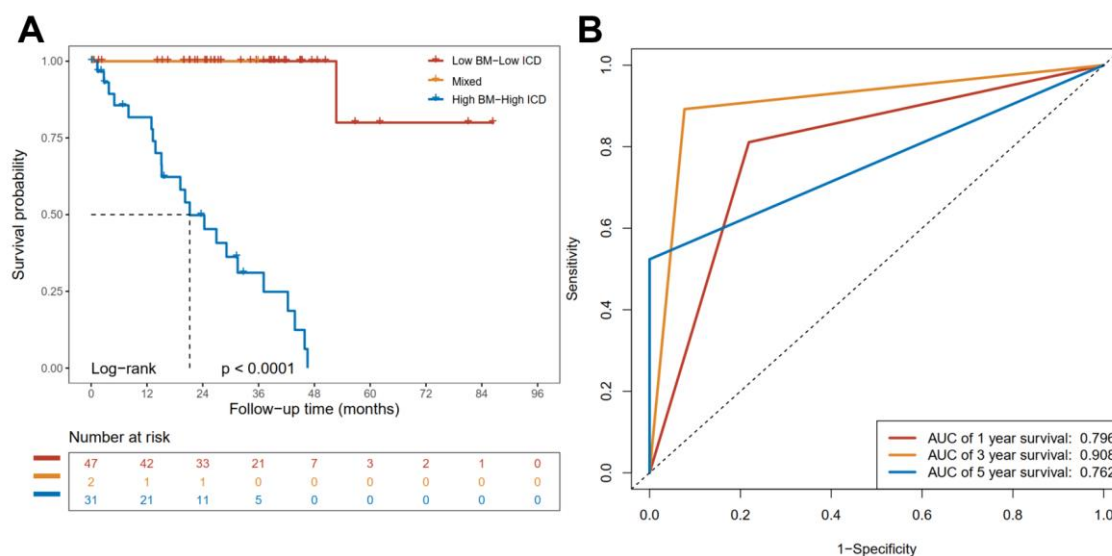 A
Survival probability
1.00
0.75
0.50
0.25
0.00
Low BM−Low ICD
Mixed
High BM−High ICD
Log−rank
p < 0.0001
0 12 24 36 48 60 72 84 96
Follow−up time (months)
Number at risk
47 42 33 21 7 3 2 1 0
2 1 1 0 0 0 0 0 0
31 21 11 5 0 0 0 0 0
B
Sensitivity
1.0
0.8
0.6
0.4
0.2
0.0
AUC of 1 year survival: 0.796
AUC of 3 year survival: 0.908
AUC of 5 year survival: 0.762
0.0 0.2 0.4 0.6 0.8 1.0
1−Specificity